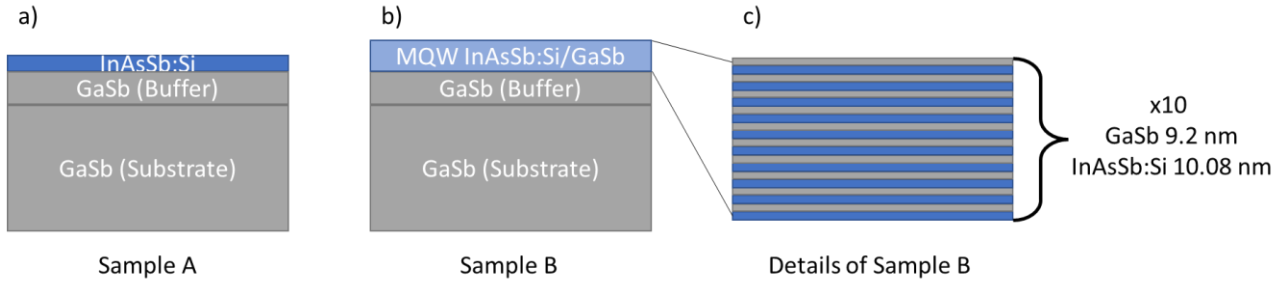 a)
InAsSb:Si
GaSb (Buffer)
GaSb (Substrate)
Sample A
b)
MQW InAsSb:Si/GaSb
GaSb (Buffer)
GaSb (Substrate)
Sample B
c)
x10
GaSb 9.2 nm
InAsSb:Si 10.08 nm
Details of Sample B